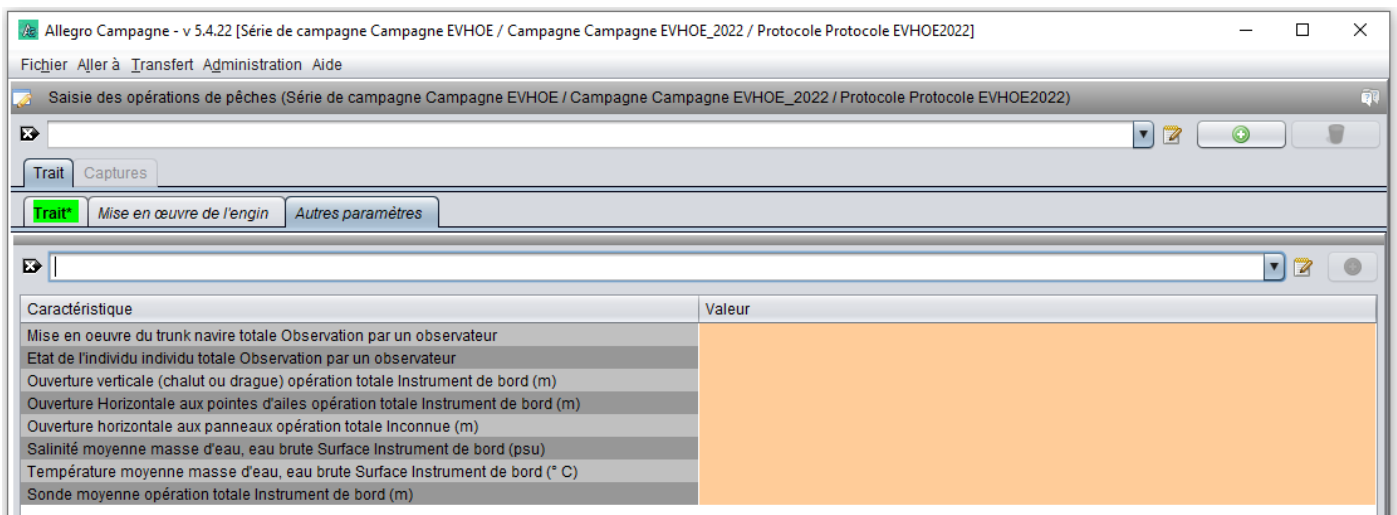 Allegro Campagne - v 5.4.22 [Série de campagne Campagne EVHOE / Campagne Campagne EVHOE_2022 / Protocole Protocole EVHOE2022]
Fichier Aller à Transfert Administration Aide
Saisie des opérations de pêches (Série de campagne Campagne EVHOE / Campagne Campagne EVHOE_2022 / Protocole Protocole EVHOE2022)
Trait Captures
Trait* Mise en œuvre de l'engin Autres paramètres
Caractéristique Valeur
Mise en oeuvre du trunk navire totale Observation par un observateur
Etat de l'individu individu totale Observation par un observateur
Ouverture verticale (chalut ou drague) opération totale Instrument de bord (m)
Ouverture Horizontale aux pointes d'ailes opération totale Instrument de bord (m)
Ouverture horizontale aux panneaux opération totale Inconnue (m)
Salinité moyenne masse d'eau, eau brute Surface Instrument de bord (psu)
Température moyenne masse d'eau, eau brute Surface Instrument de bord (° C)
Sonde moyenne opération totale Instrument de bord (m)